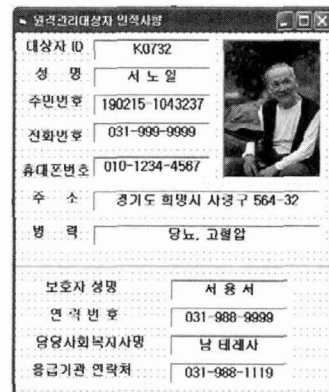 원격관리대상자 인적사항
대상자 ID K0732
성 명 서 노 일
주민번호 190215-1043237
전화번호 031-999-9999
휴대폰번호 010-1234-4567
주 소 경기도 희망시 사랑구 564-32
병 력 당뇨, 고혈압
보호자 성명 서 용 서
연 락 번 호 031-988-9999
담당사회복지사명 남 테레사
응급기관 연락처 031-988-1119